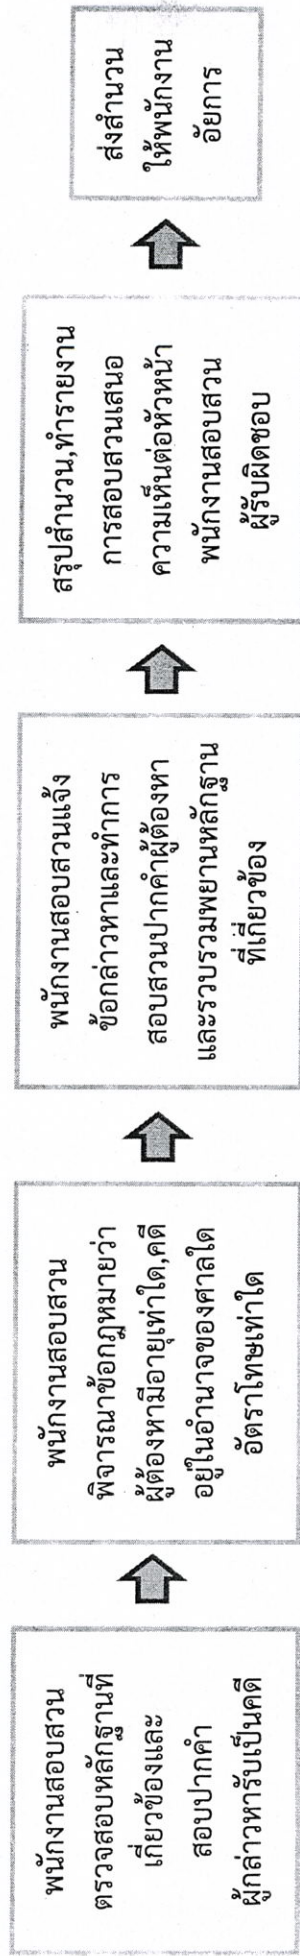 พนักงานสอบสวน
ตรวจสอบหลักฐานที่
เกี่ยวข้องและ
สอบปากคำ
ผู้กล่าวหารับเป็นคดี
พนักงานสอบสวน
พิจารณาข้อกฎหมายว่า
ผู้ต้องหามีอายุเท่าใด,คดี
อยู่ในอำนาจของศาลใด
อัตราโทษเท่าใด
พนักงานสอบสวนแจ้ง
ข้อกล่าวหาและทำการ
สอบสวนปากคำผู้ต้องหา
และรวบรวมพยานหลักฐาน
ที่เกี่ยวข้อง
สรุปสำนวน,ทำรายงาน
การสอบสวนเสนอ
ความเห็นต่อหัวหน้า
พนักงานสอบสวน
ผู้รับผิดชอบ
ส่งสำนวน
ให้พนักงาน
อัยการ